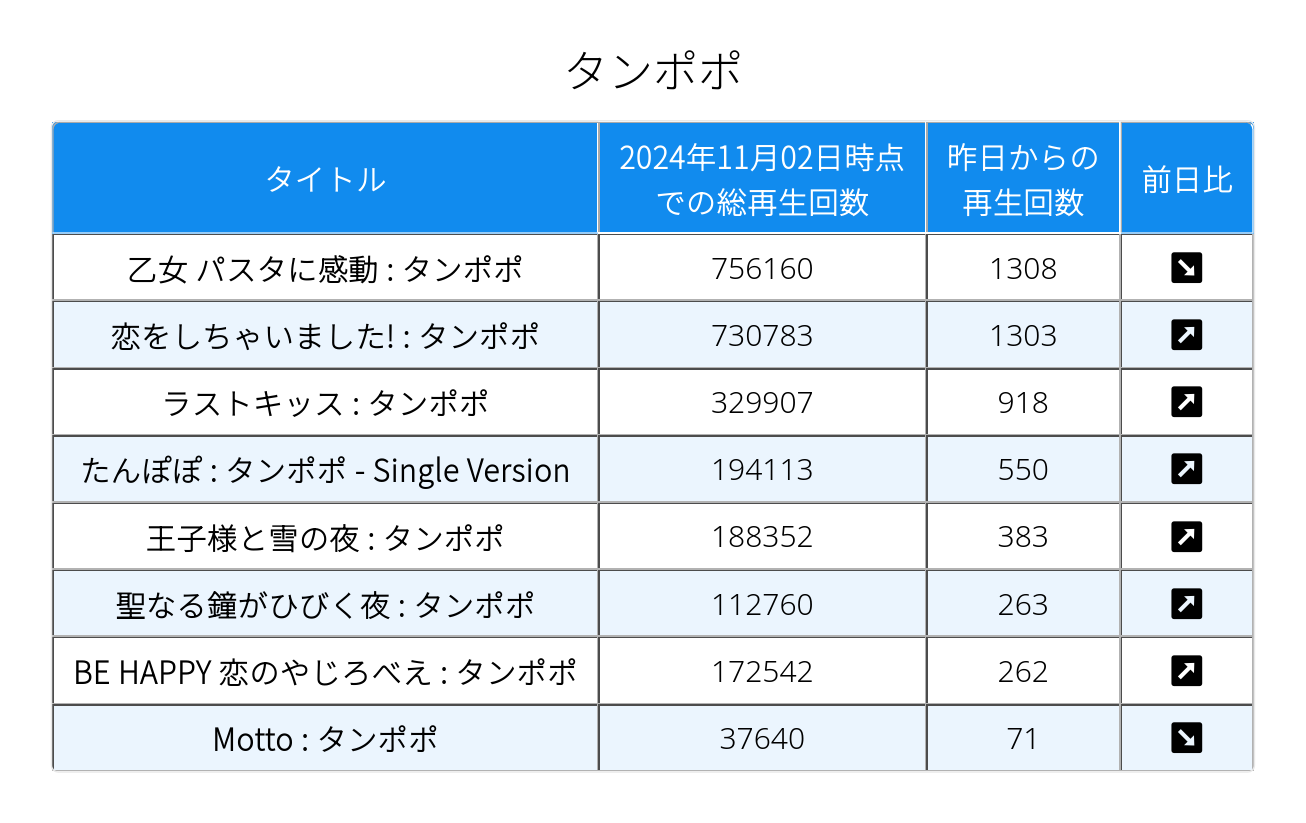 タンポポ
タイトル 2024年11月02日時点での総再生回数 昨日からの再生回数 前日比
乙女 パスタに感動 : タンポポ 756160 1308 ↘
恋をしちゃいました! : タンポポ 730783 1303 ↗
ラストキッス : タンポポ 329907 918 ↗
たんぽぽ : タンポポ - Single Version 194113 550 ↗
王子様と雪の夜 : タンポポ 188352 383 ↗
聖なる鐘がひびく夜 : タンポポ 112760 263 ↗
BE HAPPY 恋のやじろべえ : タンポポ 172542 262 ↗
Motto : タンポポ 37640 71 ↘